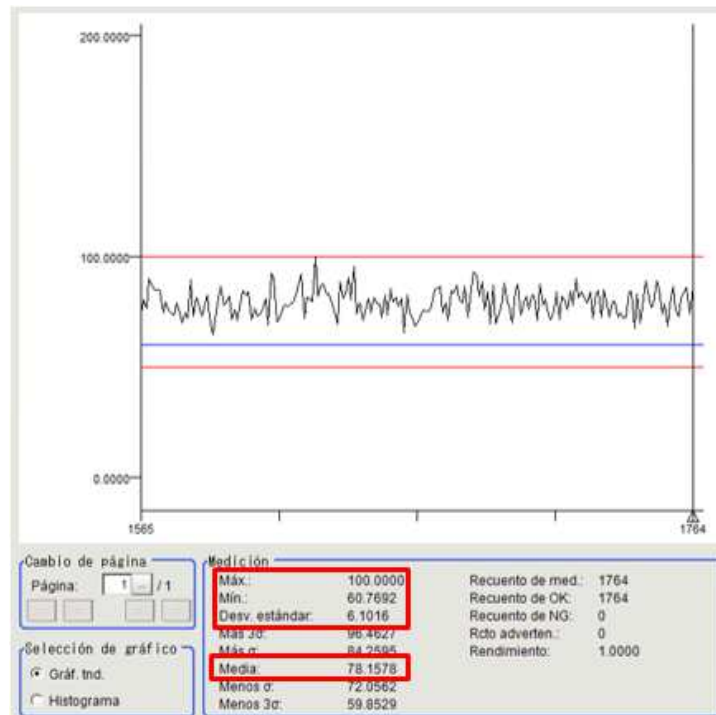 200.0000
100.0000
0.0000
1565 1764
Cambio de página
Página: 1 ... / 1
Selección de gráfico
Gráf. tnd.
Histograma
Medición
Máx.: 100.0000
Mín.: 60.7692
Desv. estándar: 6.1016
Más 3σ: 96.4627
Más σ: 84.2595
Media: 78.1578
Menos σ: 72.0562
Menos 3σ: 59.8529
Recuento de med.: 1764
Recuento de OK: 1764
Recuento de NG: 0
Rcto adverten.: 0
Rendimiento: 1.0000